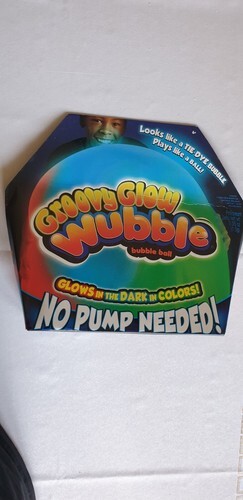 Looks like a TIE-DYE BUBBLE
Plays like a BALL!
Groovy Glow!
Wubble
bubble ball
GLOWS IN THE DARK IN COLORS!
NO PUMP NEEDED!